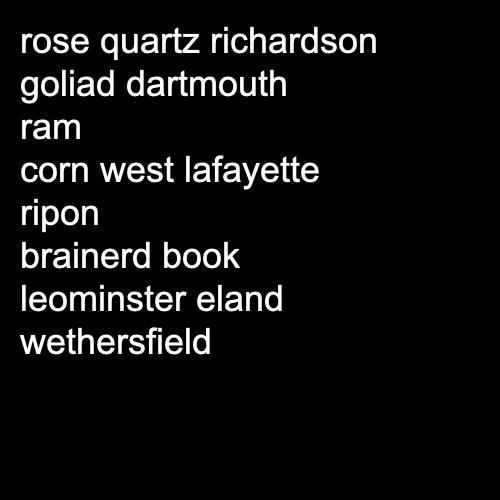 rose quartz richardson
goliad dartmouth
ram
corn west lafayette
ripon
brainerd book
leominster eland
wethersfield